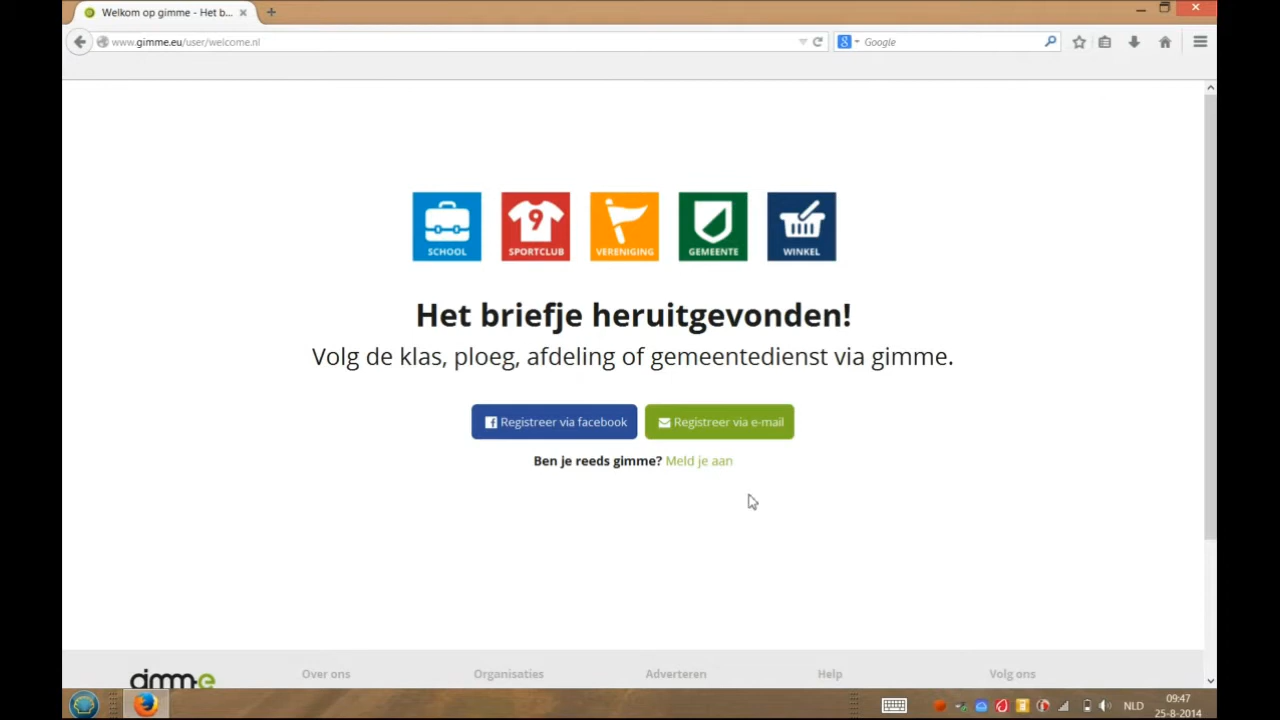 Welkom op gimme - Het b...
www.gimme.eu/user/welcome.nl
Google
SCHOOL
9
SPORTCLUB
VERENIGING
GEMEENTE
WINKEL
Het briefje heruitgevonden!
Volg de klas, ploeg, afdeling of gemeentedienst via gimme.
Registreer via facebook
Registreer via e-mail
Ben je reeds gimme? Meld je aan
gimm-e
Over ons
Organisaties
Adverteren
Help
Volg ons
NLD
09:47
25-8-2014